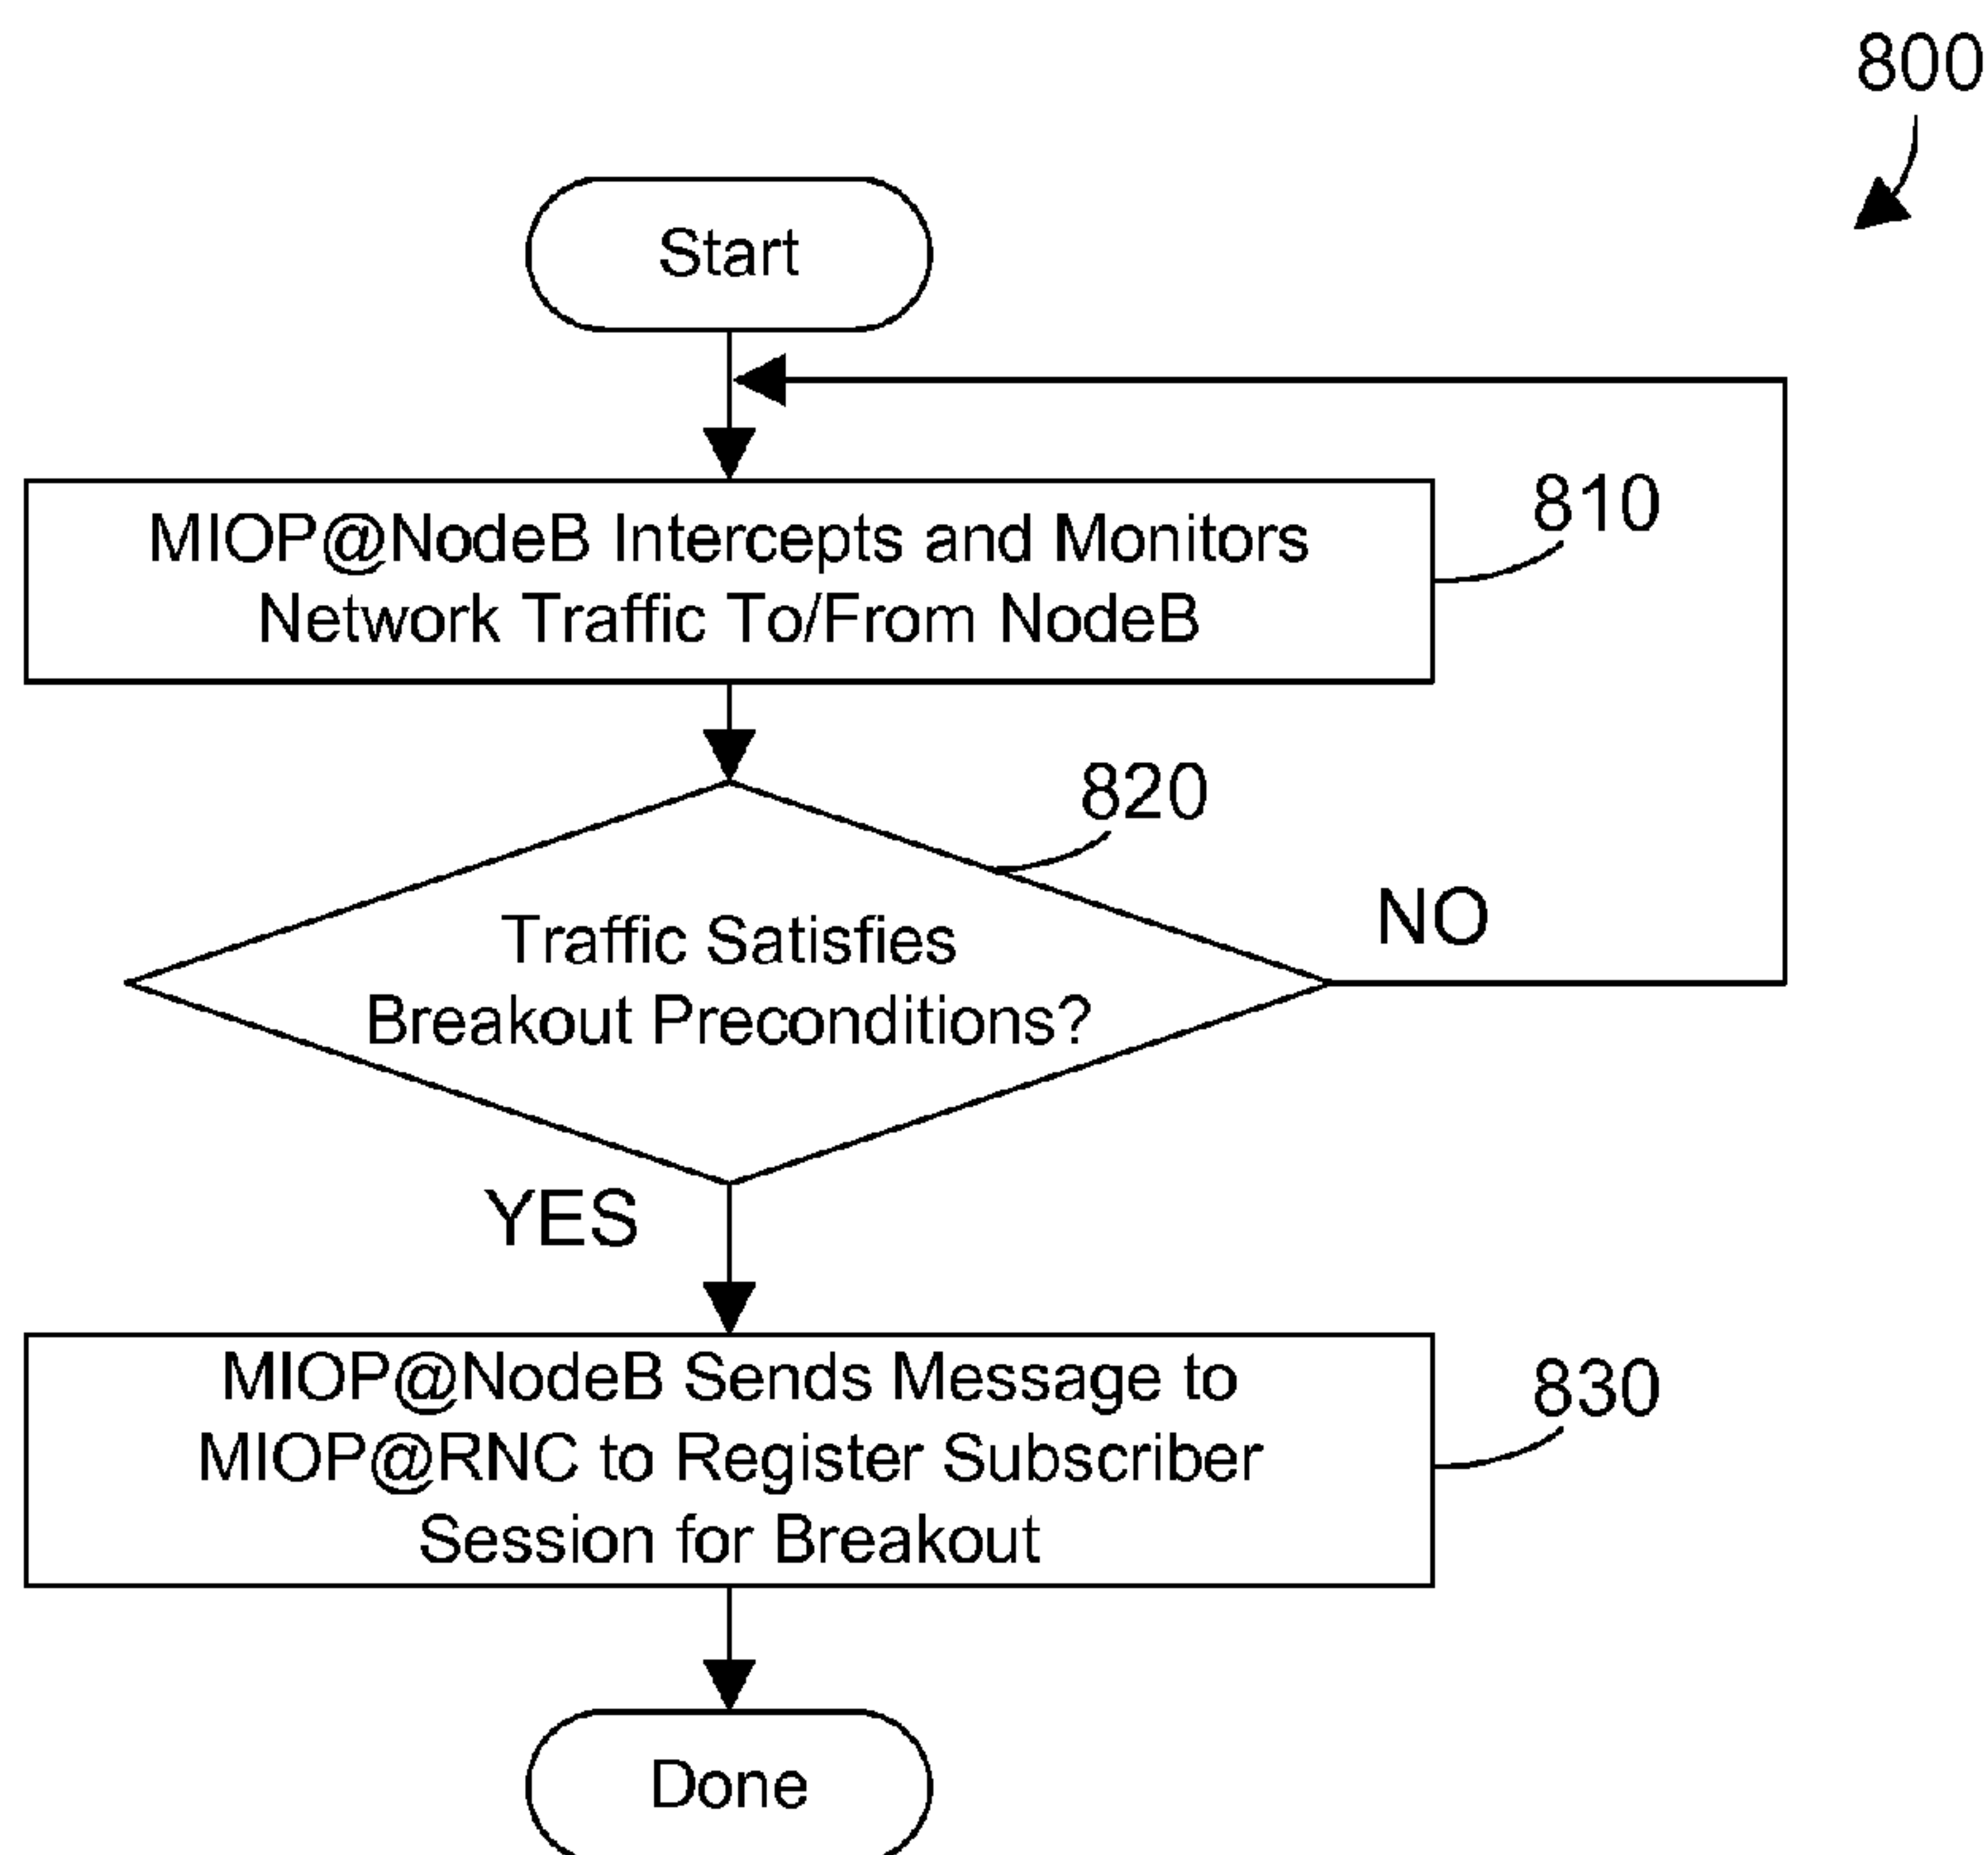 800
Start
MIOP@NodeB Intercepts and Monitors
Network Traffic To/From NodeB
810
820
Traffic Satisfies
Breakout Preconditions?
NO
YES
MIOP@NodeB Sends Message to
MIOP@RNC to Register Subscriber
Session for Breakout
830
Done